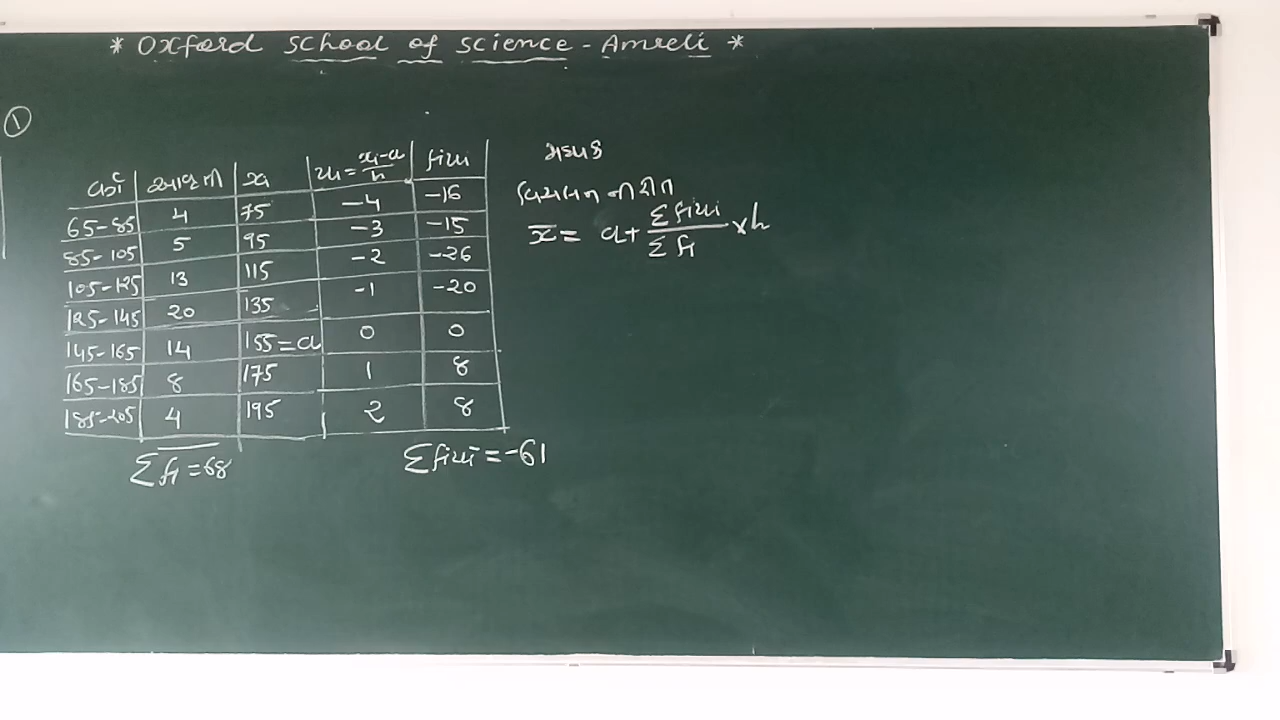 * Oxford School of science - Amreli *
①
વર્ગ આવૃત્તિ xi ui = xi-a/h fiui
65-85 4 75 -4 -16
85-105 5 95 -3 -15
105-125 13 115 -2 -26
125-145 20 135 -1 -20
145-165 14 155=a 0 0
165-185 8 175 1 8
185-205 4 195 2 8
Σfi = 68 Σfiui = -61
મધ્યક
વિચલન ની રીત
x̄ = a + Σfiui/Σfi × h